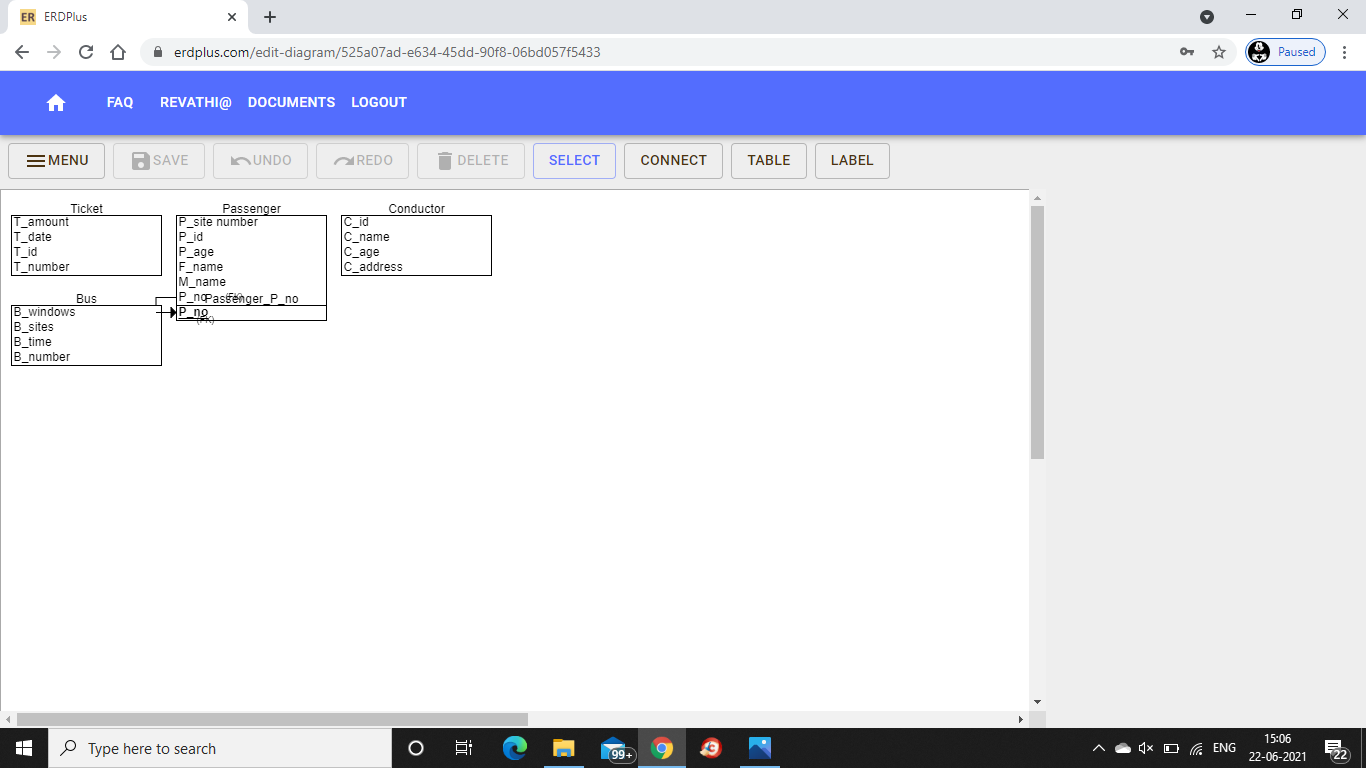 ERDPlus
erdplus.com/edit-diagram/525a07ad-e634-45dd-90f8-06bd057f5433
Paused
FAQ REVATHI@ DOCUMENTS LOGOUT
MENU SAVE UNDO REDO DELETE SELECT CONNECT TABLE LABEL
Ticket
T_amount
T_date
T_id
T_number
Passenger
P_site number
P_id
P_age
F_name
M_name
P_no (FK)
Conductor
C_id
C_name
C_age
C_address
Bus
B_windows
B_sites
B_time
B_number
Passenger_P_no
P_no
(FK)
Type here to search
99+
ENG
15:06
22-06-2021
22